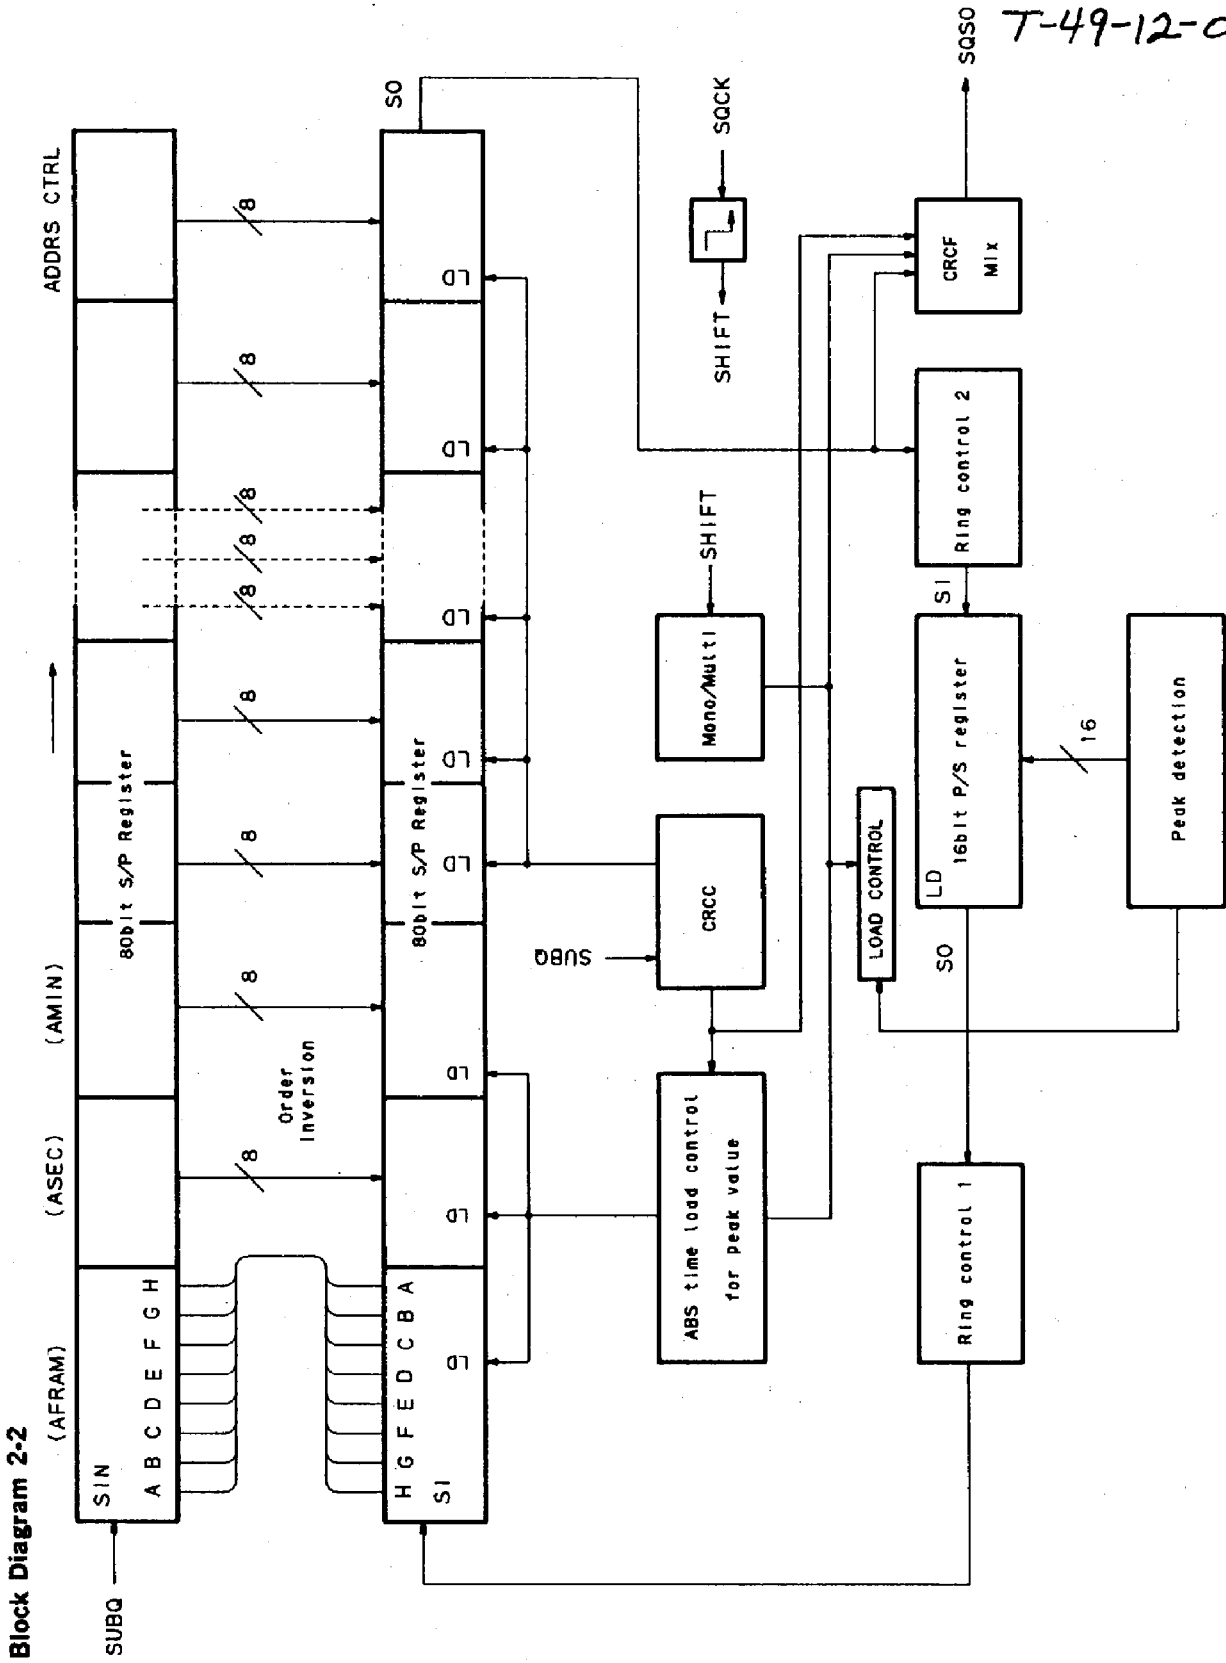 T-49-12-0
Block Diagram 2-2
(AFRAM)
(ASEC)
(AMIN)
ADDRS CTRL
SUBQ
SIN
A B C D E F G H
80bit S/P Register
8
8
8
8
8
8
8
8
8
Order
Inversion
H G F E D C B A
SI
80bit S/P Register
SO
LD
LD
LD
LD
LD
LD
LD
LD
SUBQ
CRCC
ABS time load control
for peak value
Mono/Multi
SHIFT
SHIFT
SQCK
LOAD CONTROL
Ring control 1
SO
LD
16bit P/S register
SI
Ring control 2
CRCF
Mix
SQSO
16
Peak detection